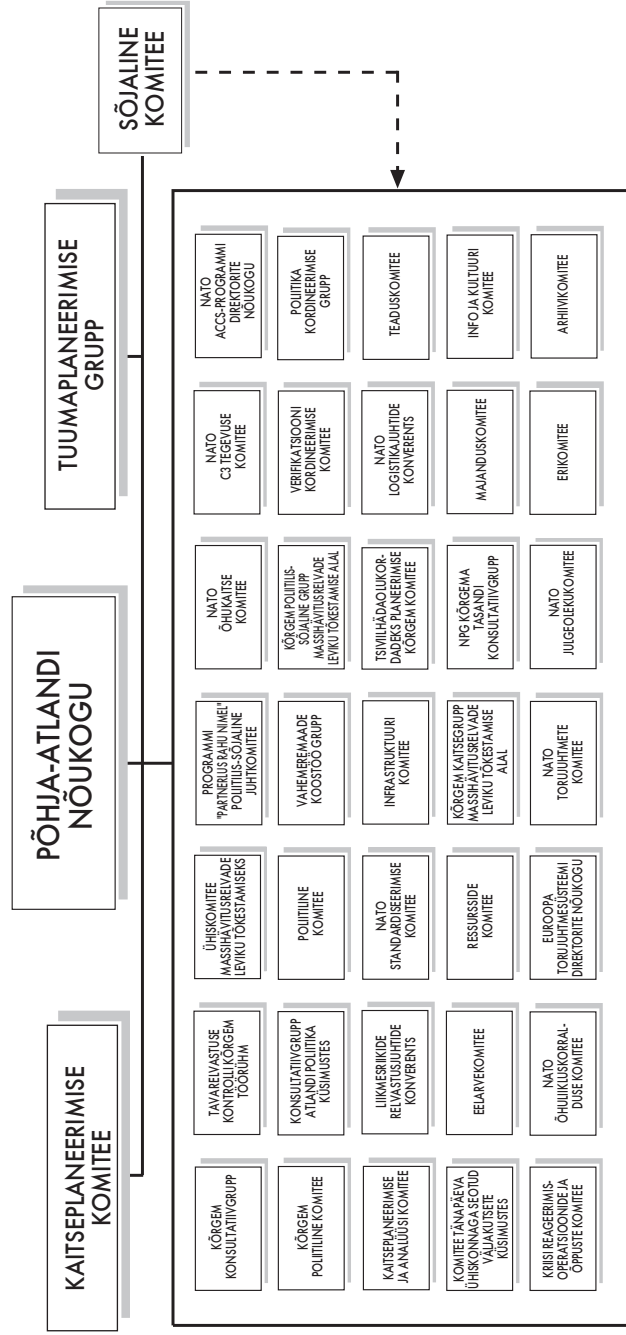 PÕHJA-ATLANDI
NÕUKOGU
KAITSEPLANEERIMISE
KOMITEE
TUUMAPLANEERIMISE
GRUPP
SÕJALINE
KOMITEE
KÕRGEM
KONSULTATIIVGRUPP
TAVARELVASTUSE
KONTROLLI KÕRGEM
TÖÖRÜHM
ÜHISKOMITEE
MASSIHÄVITUSRELVADE
LEVIKU TÕKESTAMISEKS
PROGRAMMI
"PARTNERLUS RAHU NIMEL"
POLIITILIS-SÕJALINE
JUHTKOMITEE
NATO
ÕHUKAITSE
KOMITEE
NATO
C3 TEGEVUSE
KOMITEE
NATO
ACCS-PROGRAMMI
DIREKTORITE
NÕUKOGU
KÕRGEM
POLIITILINE KOMITEE
KONSULTATIIVGRUPP
ATLANDI POLIITIKA
KÜSIMUSTES
POLIITILINE
KOMITEE
VAHEMEREMAADE
KOOSTÖÖ GRUPP
KÕRGEM POLIITILIS-
SÕJALINE GRUPP
MASSIHÄVITUSRELVADE
LEVIKU TÕKESTAMISE ALAL
VERIFIKATSIOONI
KORDINEERIMISE
KOMITEE
POLIITIKA
KORDINEERIMISE
GRUPP
KAITSEPLANEERIMISE
JA ANALÜÜSI KOMITEE
LIIKMESRIIKIDE
RELVASTUSJUHTIDE
KONVERENTS
NATO
STANDARDISEERIMISE
KOMITEE
INFRASTRUKTUURI
KOMITEE
TSIVIILHÄDAOLUKOR-
DADEKS PLANEERIMISE
KÕRGEM KOMITEE
NATO
LOGISTIKAJUHTIDE
KONVERENTS
TEADUSKOMITEE
KOMITEE TÄNAPÄEVA
ÜHISKONNAGA SEOTUD
VÄLJAKUTSETE
KÜSIMUSTES
EELARVEKOMITEE
RESSURSSIDE
KOMITEE
KÕRGEM KAITSEGRUPP
MASSIHÄVITUSRELVADE
LEVIKU TÕKESTAMISE
ALAL
NPG KÕRGEMA
TASANDI
KONSULTATIIVGRUPP
MAJANDUSKOMITEE
INFO JA KULTUURI
KOMITEE
KRIISI REAGEERIMIS-
OPERATSIOONIDE JA
ÕPPUSTE KOMITEE
NATO
ÕHULIIKLUSKORRAL-
DUSE KOMITEE
EUROOPA
TORUJUHTMESÜSTEEMI
DIREKTORITE NÕUKOGU
NATO
TORUJUHTMETE
KOMITEE
NATO
JULGEOLEKUKOMITEE
ERIKOMITEE
ARHIIVIKOMITEE